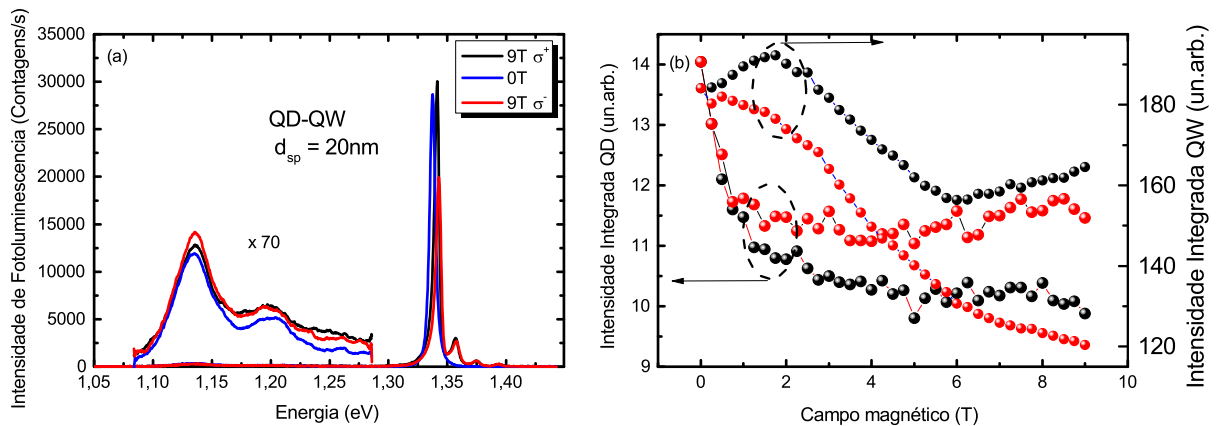 (a)
9T σ+
0T
9T σ-
QD-QW
dsp = 20nm
x 70
Intensidade de Fotoluminescencia (Contagens/s)
35000
30000
25000
20000
15000
10000
5000
0
1,05
1,10
1,15
1,20
1,25
1,30
1,35
1,40
Energia (eV)
(b)
Intensidade Integrada QD (un.arb.)
14
13
12
11
10
9
0
2
4
6
8
10
Campo magnético (T)
180
160
140
120
Intensidade Integrada QW (un.arb.)